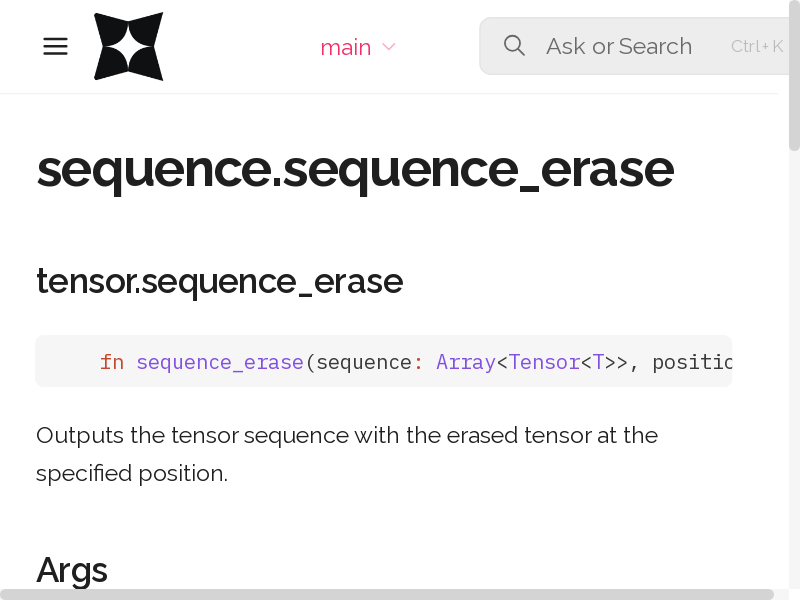 main
Ask or Search
Ctrl+K
sequence.sequence_erase
tensor.sequence_erase
fn sequence_erase(sequence: Array<Tensor<T>>, positio
Outputs the tensor sequence with the erased tensor at the
specified position.
Args